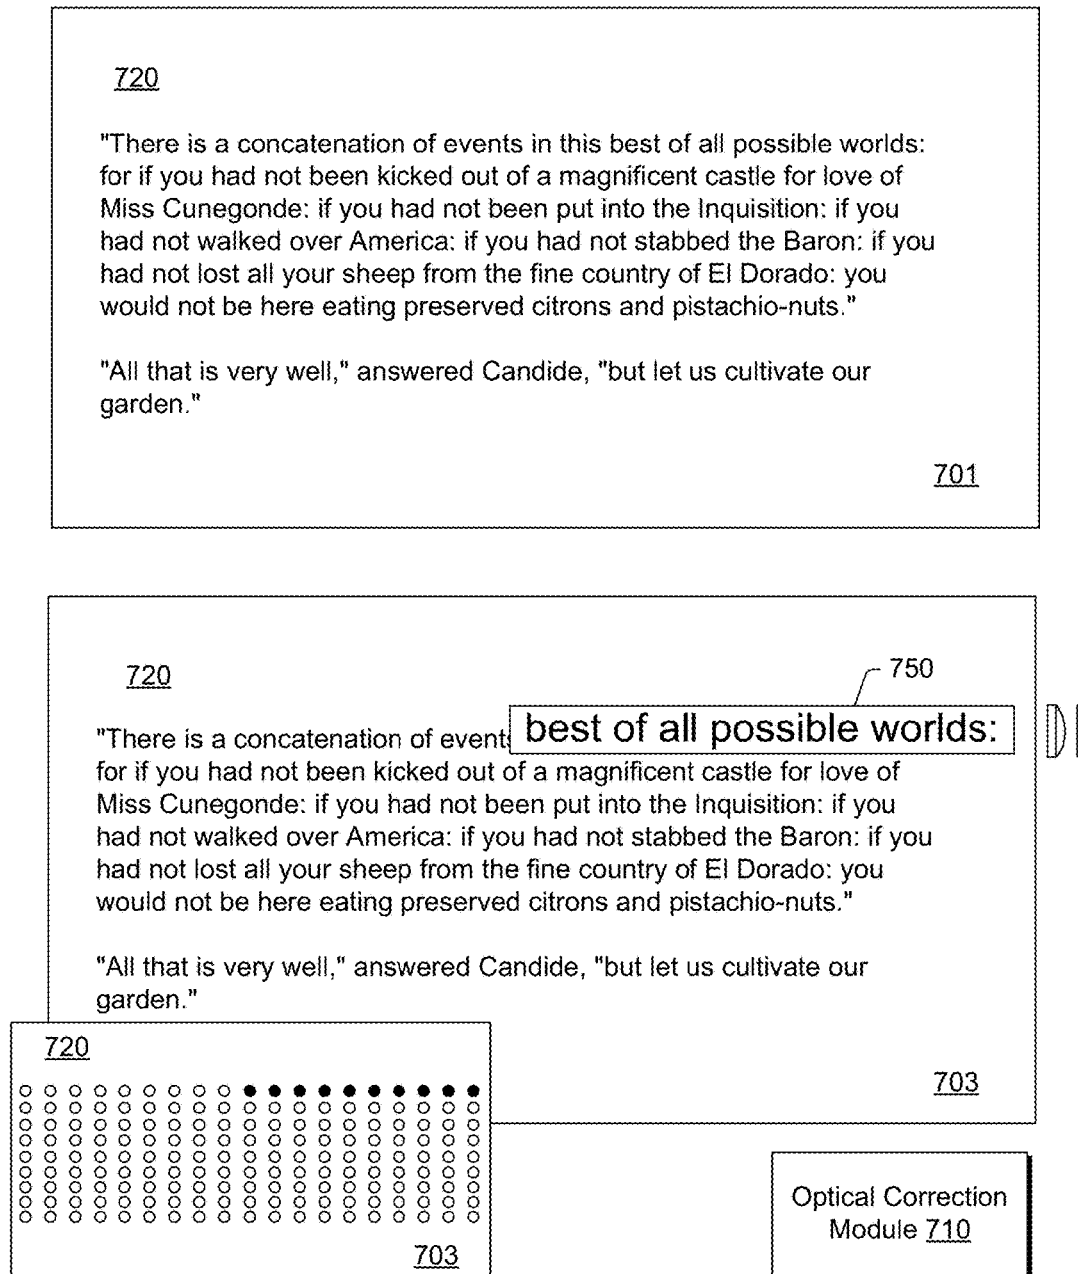 720
"There is a concatenation of events in this best of all possible worlds:
for if you had not been kicked out of a magnificent castle for love of
Miss Cunegonde: if you had not been put into the Inquisition: if you
had not walked over America: if you had not stabbed the Baron: if you
had not lost all your sheep from the fine country of El Dorado: you
would not be here eating preserved citrons and pistachio-nuts."
"All that is very well," answered Candide, "but let us cultivate our
garden."
701
720
750
"There is a concatenation of events best of all possible worlds:
for if you had not been kicked out of a magnificent castle for love of
Miss Cunegonde: if you had not been put into the Inquisition: if you
had not walked over America: if you had not stabbed the Baron: if you
had not lost all your sheep from the fine country of El Dorado: you
would not be here eating preserved citrons and pistachio-nuts."
"All that is very well," answered Candide, "but let us cultivate our
garden."
703
720
703
Optical Correction
Module 710